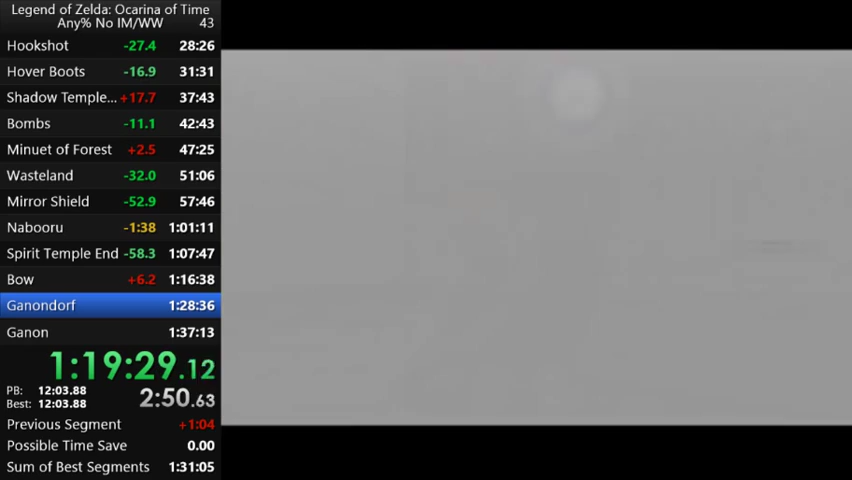 Legend of Zelda: Ocarina of Time
Any% No IM/WW 43
Hookshot -27.4 28:26
Hover Boots -16.9 31:31
Shadow Temple... +17.7 37:43
Bombs -11.1 42:43
Minuet of Forest +2.5 47:25
Wasteland -32.0 51:06
Mirror Shield -52.9 57:46
Nabooru -1:38 1:01:11
Spirit Temple End -58.3 1:07:47
Bow +6.2 1:16:38
Ganondorf 1:28:36
Ganon 1:37:13
1:19:29.12
PB: 12:03.88
Best: 12:03.88
2:50.63
Previous Segment +1:04
Possible Time Save 0.00
Sum of Best Segments 1:31:05